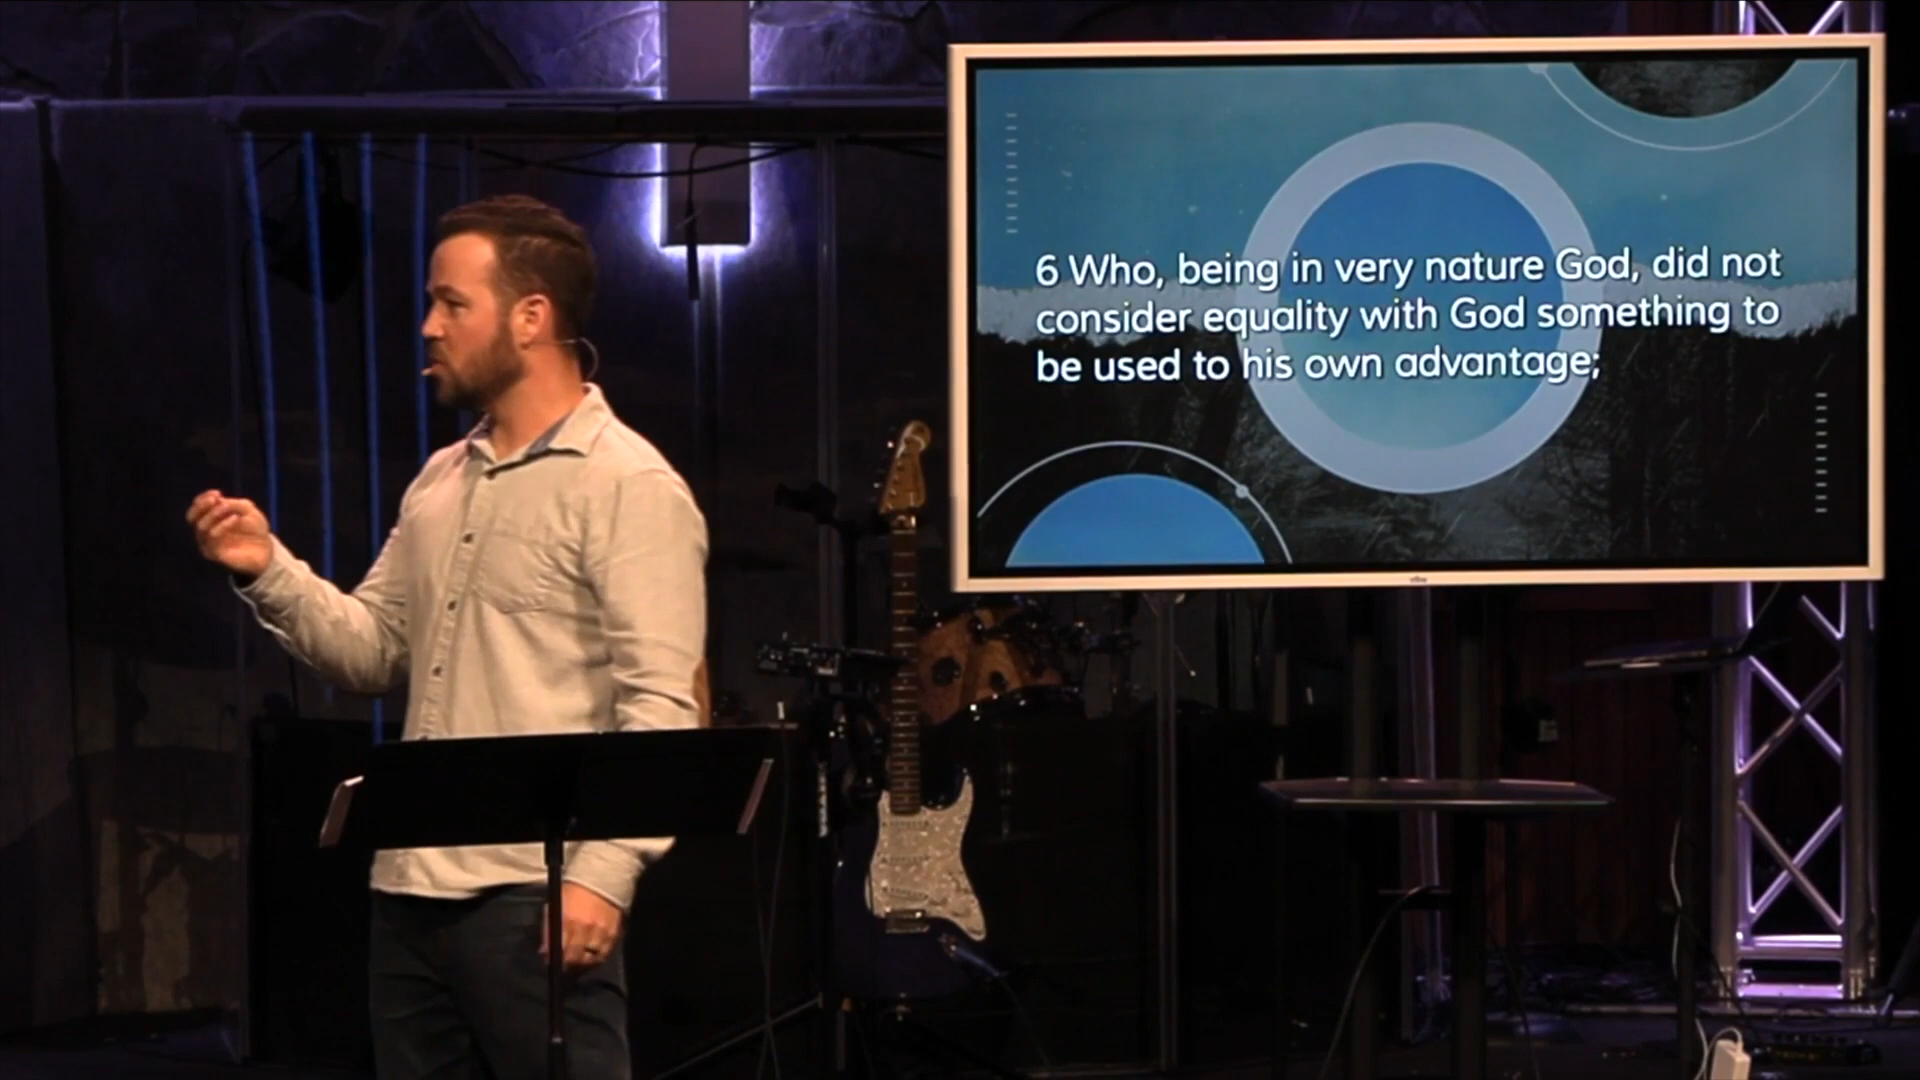 6 Who, being in very nature God, did not
consider equality with God something to
be used to his own advantage;